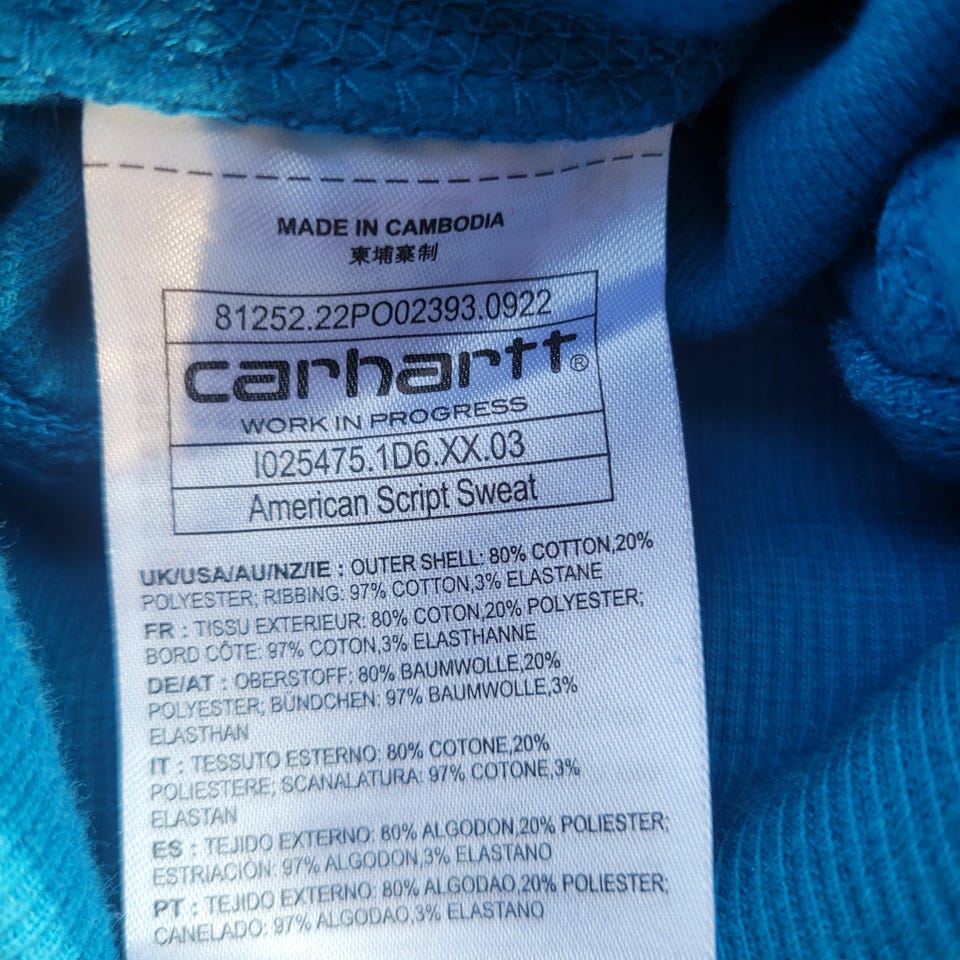 MADE IN CAMBODIA
柬埔寨制
81252.22PO02393.0922
carhartt®
WORK IN PROGRESS
I025475.1D6.XX.03
American Script Sweat
UK/USA/AU/NZ/IE : OUTER SHELL: 80% COTTON,20%
POLYESTER; RIBBING: 97% COTTON,3% ELASTANE
FR : TISSU EXTERIEUR: 80% COTON,20% POLYESTER;
BORD CÔTE: 97% COTON,3% ELASTHANNE
DE/AT : OBERSTOFF: 80% BAUMWOLLE,20%
POLYESTER; BÜNDCHEN: 97% BAUMWOLLE,3%
ELASTHAN
IT : TESSUTO ESTERNO: 80% COTONE,20%
POLIESTERE; SCANALATURA: 97% COTONE,3%
ELASTAN
ES : TEJIDO EXTERNO: 80% ALGODON,20% POLIESTER;
ESTRIACION: 97% ALGODON,3% ELASTANO
PT : TEJIDO EXTERNO: 80% ALGODAO,20% POLIESTER;
CANELADO: 97% ALGODAO,3% ELASTANO